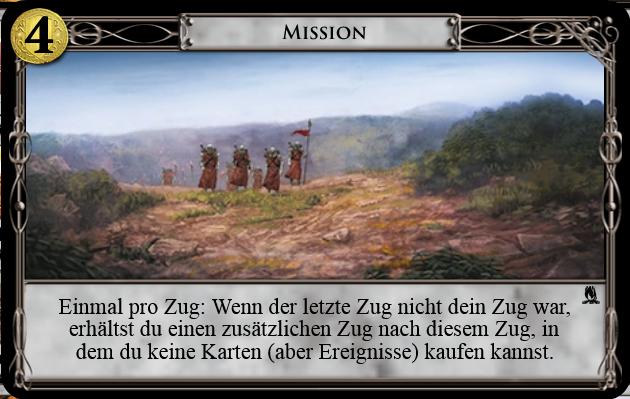 4
Mission
Einmal pro Zug: Wenn der letzte Zug nicht dein Zug war,
erhältst du einen zusätzlichen Zug nach diesem Zug, in
dem du keine Karten (aber Ereignisse) kaufen kannst.